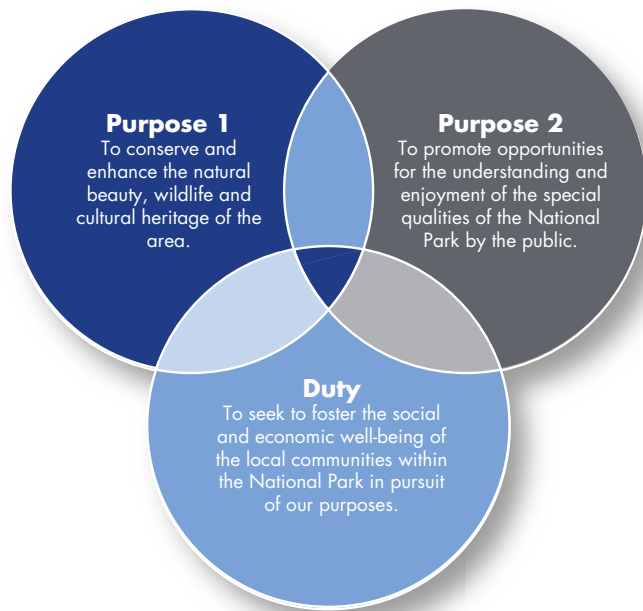 Purpose 1
To conserve and
enhance the natural
beauty, wildlife and
cultural heritage of the
area.
Purpose 2
To promote opportunities
for the understanding and
enjoyment of the special
qualities of the National
Park by the public.
Duty
To seek to foster the social
and economic well-being of
the local communities within
the National Park in pursuit
of our purposes.